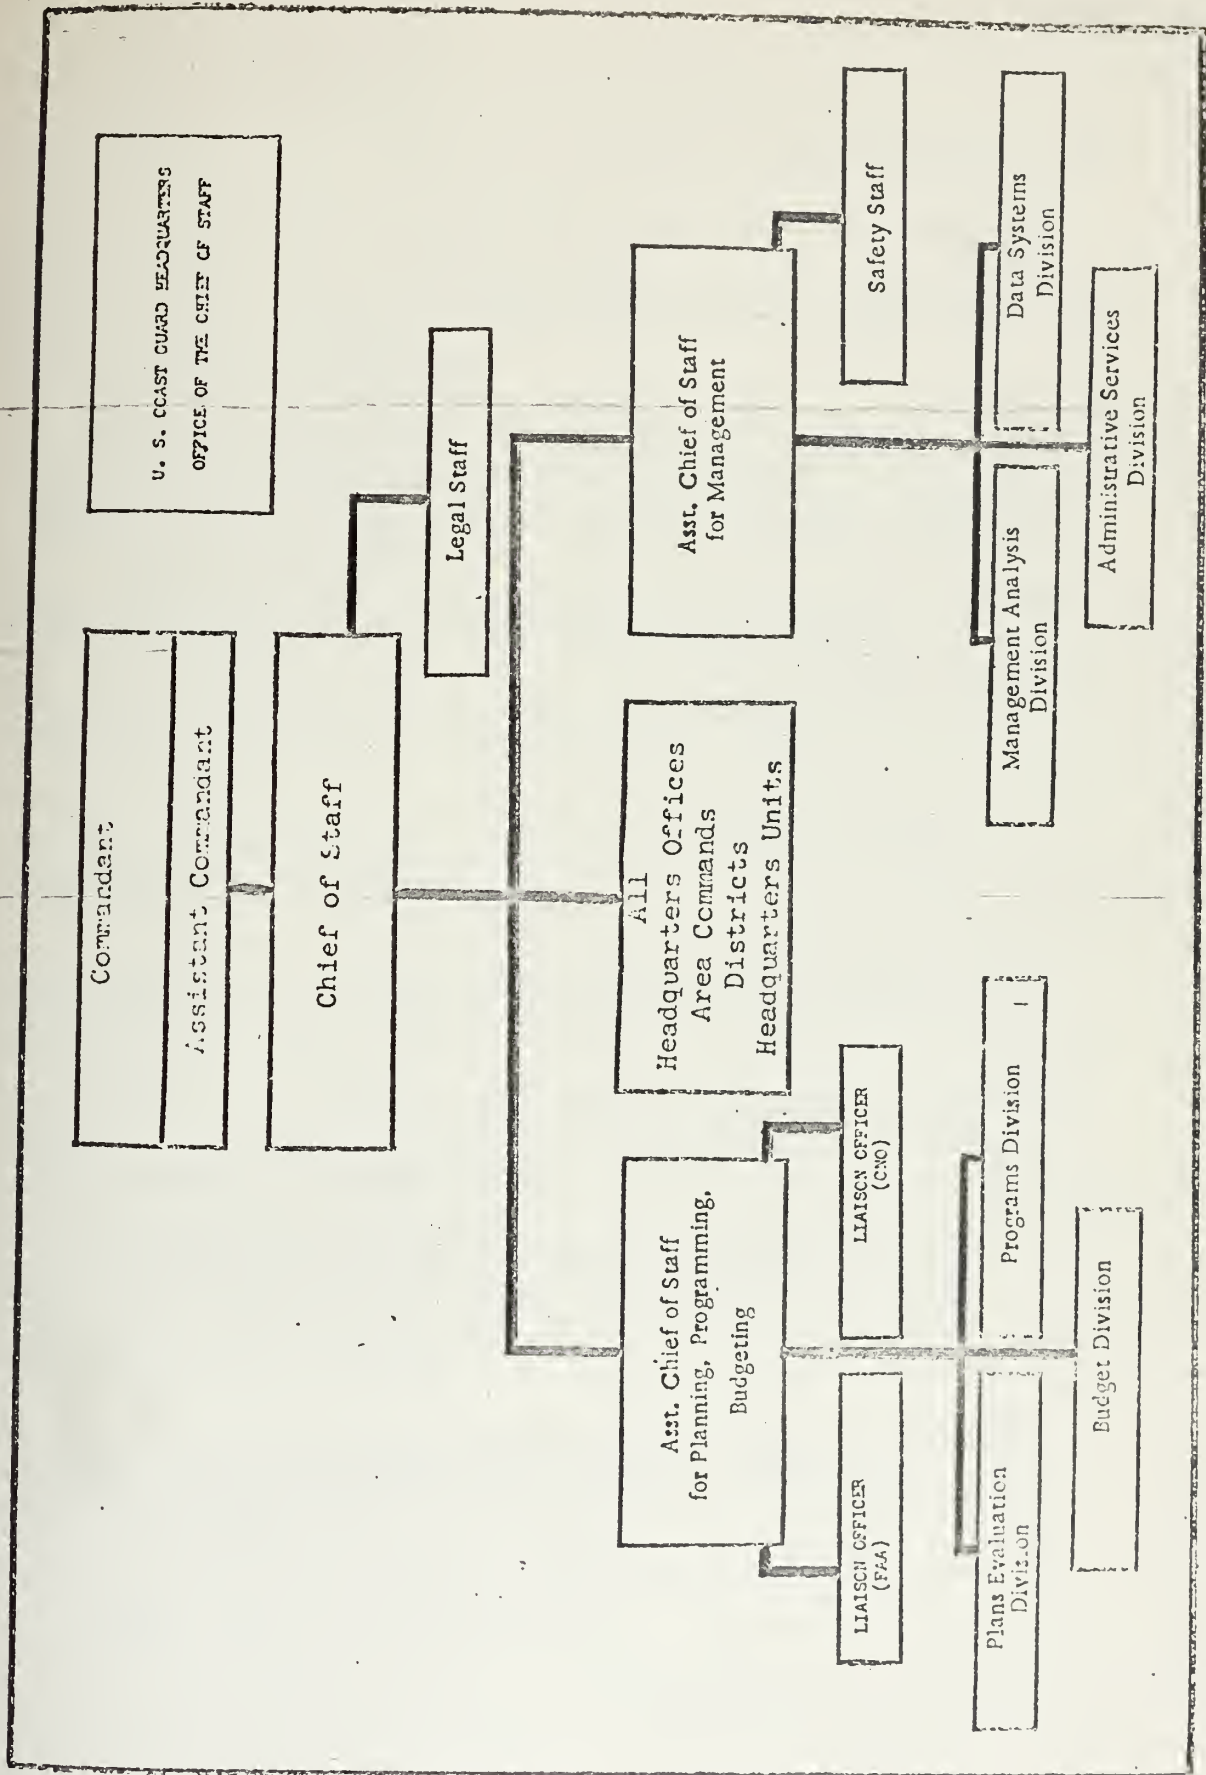 U. S. COAST GUARD HEADQUARTERS
OFFICE OF THE CHIEF OF STAFF
Commandant
Assistant Commandant
Chief of Staff
Legal Staff
Asst. Chief of Staff
for Planning, Programming,
Budgeting
All
Headquarters Offices
Area Commands
Districts
Headquarters Units
Asst. Chief of Staff
for Management
LIAISON OFFICER
(FAA)
LIAISON OFFICER
(CNO)
Safety Staff
Plans Evaluation
Division
Programs Division
Budget Division
Management Analysis
Division
Data Systems
Division
Administrative Services
Division